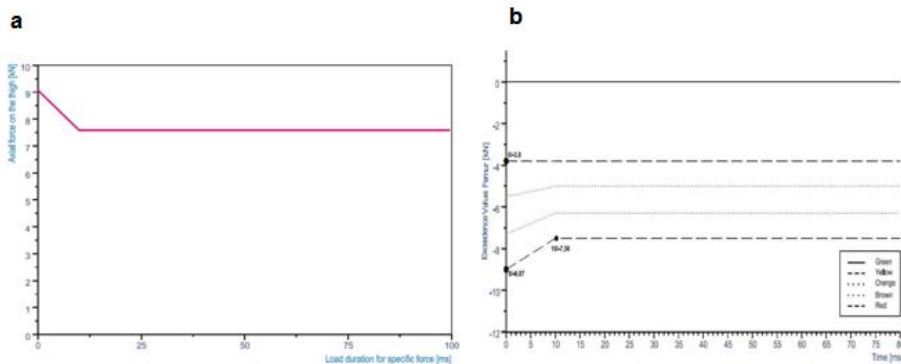 a
b
Axial force on the thigh [kN]
10
9
8
7
6
5
4
3
2
1
0
0 25 50 75 100
Load duration for specific force [ms]
Exceedence Value Femur [kN]
0
-2
-4
-6
-8
-10
-12
0 5 10 15 20 25 30 35 40 45 50 55 60 65 70 75 80
Time [ms]
Green
Yellow
Orange
Brown
Red